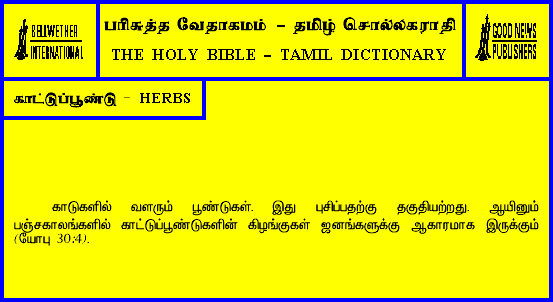 BELLWETHER
INTERNATIONAL
பரிசுத்த வேதாகமம் – தமிழ் சொல்லகராதி
THE HOLY BIBLE – TAMIL DICTIONARY
GOOD NEWS
PUBLISHERS
காட்டுப்பூண்டு - HERBS
காடுகளில் வளரும் பூண்டுகள். இது புசிப்பதற்கு தகுதியற்றது. ஆயினும்
பஞ்சகாலங்களில் காட்டுப்பூண்டுகளின் கிழங்குகள் ஜனங்களுக்கு ஆகாரமாக இருக்கும்
(யோபு 30:4).